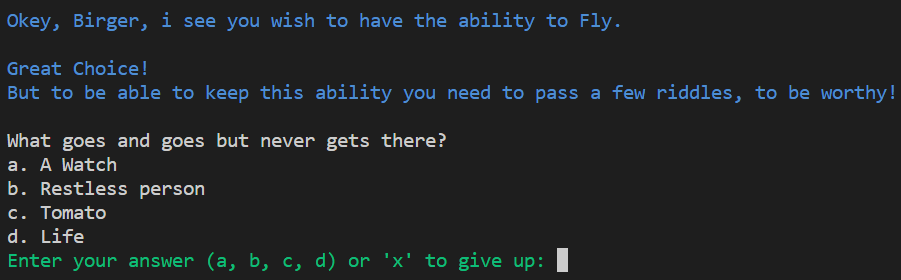 Okey, Birger, i see you wish to have the ability to Fly.
Great Choice!
But to be able to keep this ability you need to pass a few riddles, to be worthy!
What goes and goes but never gets there?
a. A Watch
b. Restless person
c. Tomato
d. Life
Enter your answer (a, b, c, d) or 'x' to give up: